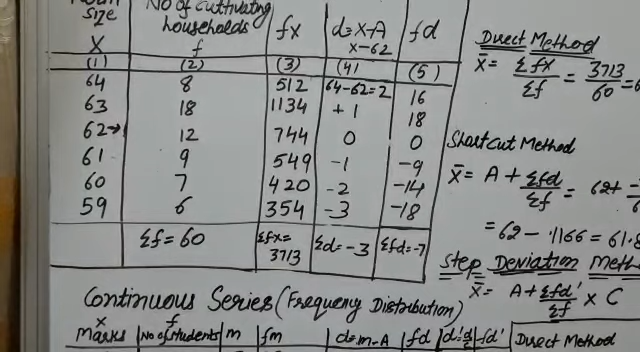 size No of cultivating households fx d=x-A fd
X f x-62
(1) (2) (3) (4) (5)
64 8 512 64-62=2 16
63 18 1134 +1 18
62→ 12 744 0 0
61 9 549 -1 -9
60 7 420 -2 -14
59 6 354 -3 -18
Σf=60 Σfx=3713 Σd=-3 Σfd=-7
Direct Method
x̄ = Σfx/Σf = 3713/60 =
Shortcut Method
x̄ = A + Σfd/Σf = 62+
= 62 - .1166 = 61.8
Step Deviation Meth
x̄ = A + Σfd'/Σf × C
Continuous Series (Frequency Distribution)
X f
Marks No of students m fm d=m-A fd fd' Direct Method